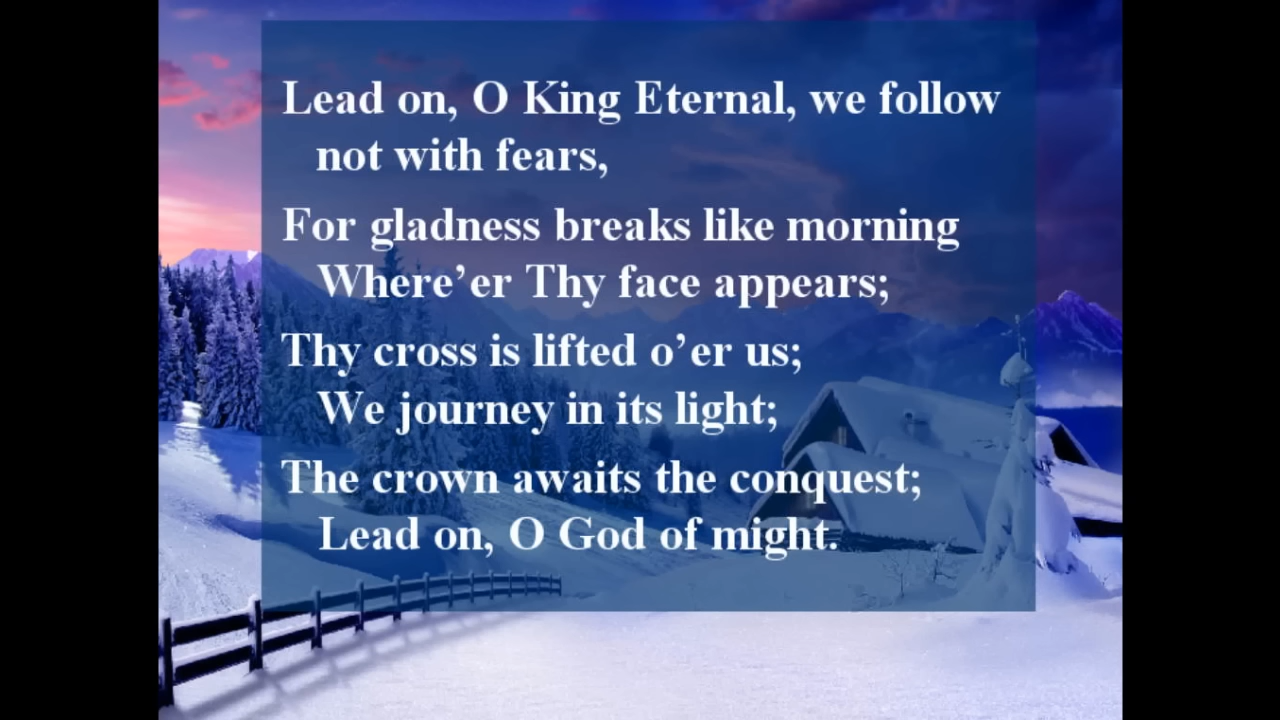 Lead on, O King Eternal, we follow
not with fears,
For gladness breaks like morning
Where’er Thy face appears;
Thy cross is lifted o’er us;
We journey in its light;
The crown awaits the conquest;
Lead on, O God of might.